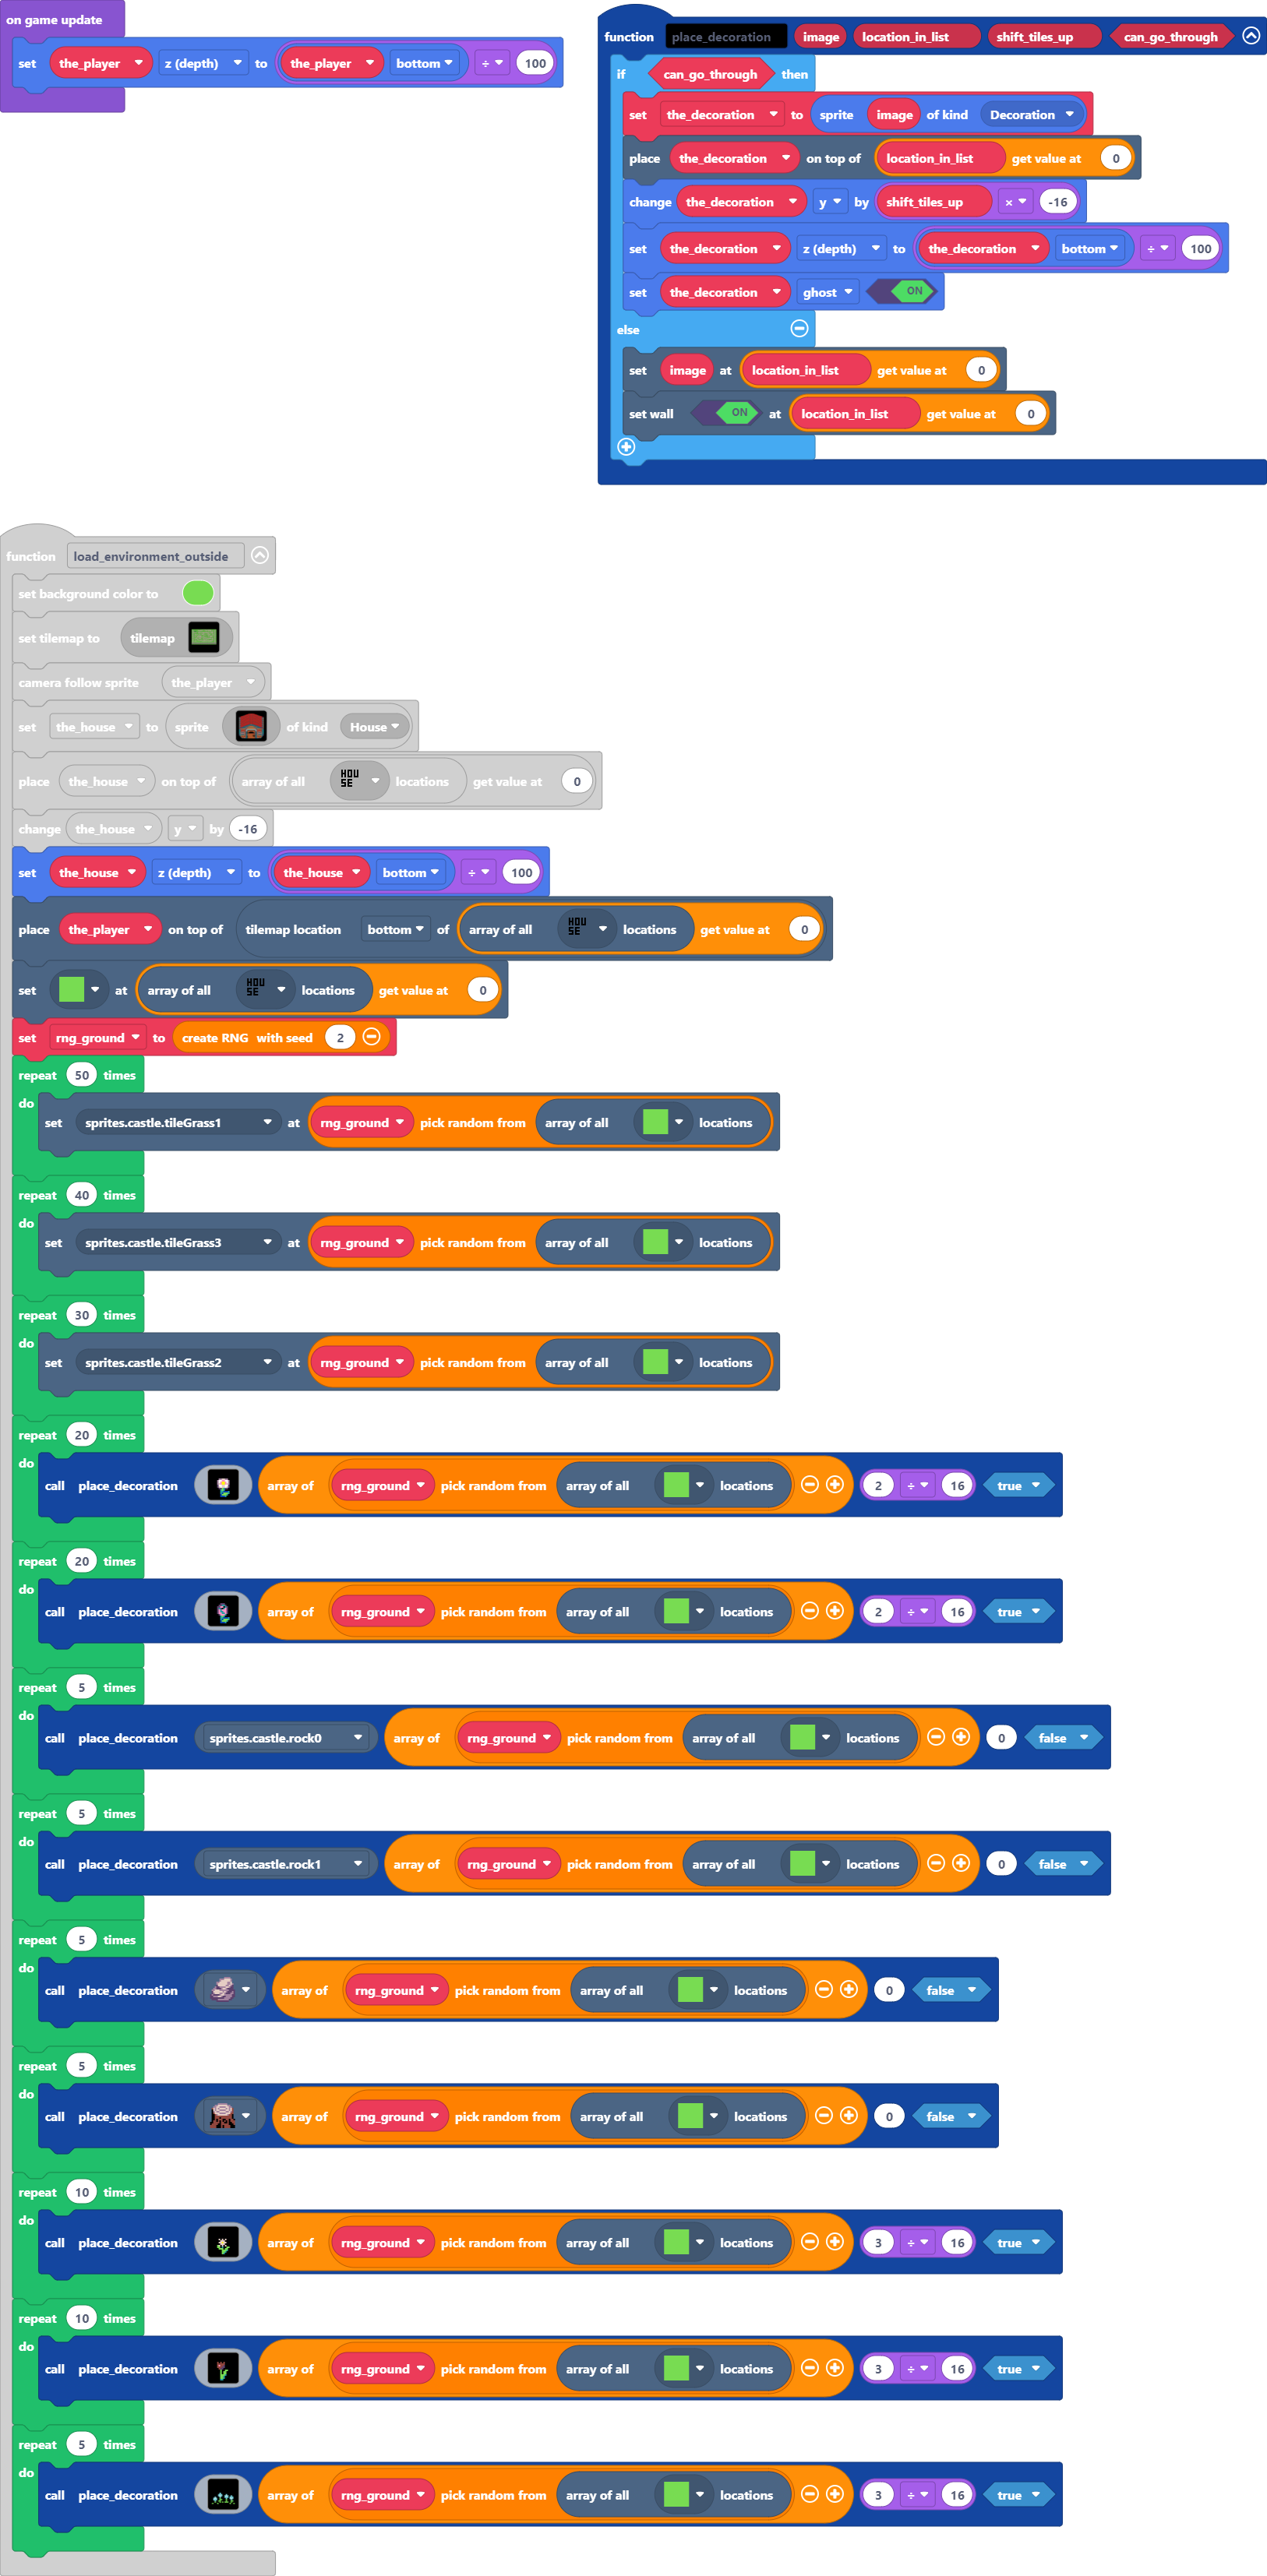 on game update
set the_player z (depth) to the_player bottom ÷ 100
function place_decoration image location_in_list shift_tiles_up can_go_through
if can_go_through then
set the_decoration to sprite image of kind Decoration
place the_decoration on top of location_in_list get value at 0
change the_decoration y by shift_tiles_up × -16
set the_decoration z (depth) to the_decoration bottom ÷ 100
set the_decoration ghost ON
else
set image at location_in_list get value at 0
set wall ON at location_in_list get value at 0
function load_environment_outside
set background color to
set tilemap to tilemap
camera follow sprite the_player
set the_house to sprite of kind House
place the_house on top of array of all HOUSE locations get value at 0
change the_house y by -16
set the_house z (depth) to the_house bottom ÷ 100
place the_player on top of tilemap location bottom of array of all HOUSE locations get value at 0
set at array of all HOUSE locations get value at 0
set rng_ground to create RNG with seed 2
repeat 50 times
do set sprites.castle.tileGrass1 at rng_ground pick random from array of all locations
repeat 40 times
do set sprites.castle.tileGrass3 at rng_ground pick random from array of all locations
repeat 30 times
do set sprites.castle.tileGrass2 at rng_ground pick random from array of all locations
repeat 20 times
do call place_decoration array of rng_ground pick random from array of all locations 2 ÷ 16 true
repeat 20 times
do call place_decoration array of rng_ground pick random from array of all locations 2 ÷ 16 true
repeat 5 times
do call place_decoration sprites.castle.rock0 array of rng_ground pick random from array of all locations 0 false
repeat 5 times
do call place_decoration sprites.castle.rock1 array of rng_ground pick random from array of all locations 0 false
repeat 5 times
do call place_decoration array of rng_ground pick random from array of all locations 0 false
repeat 5 times
do call place_decoration array of rng_ground pick random from array of all locations 0 false
repeat 10 times
do call place_decoration array of rng_ground pick random from array of all locations 3 ÷ 16 true
repeat 10 times
do call place_decoration array of rng_ground pick random from array of all locations 3 ÷ 16 true
repeat 5 times
do call place_decoration array of rng_ground pick random from array of all locations 3 ÷ 16 true